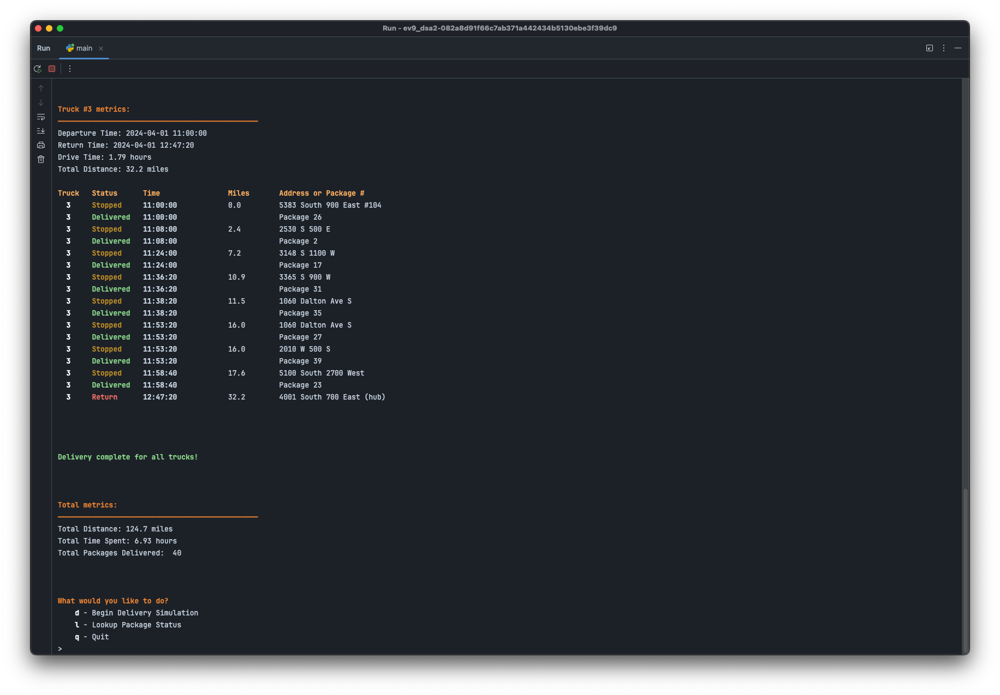 Run - ev9_dsa2-082a8d91f66c7ab371a442434b5130ebe3f39dc9
Run main
Truck #3 metrics:
Departure Time: 2024-04-01 11:00:00
Return Time: 2024-04-01 12:47:20
Drive Time: 1.79 hours
Total Distance: 32.2 miles
Truck Status Time Miles Address or Package #
3 Stopped 11:00:00 0.0 5383 South 900 East #104
3 Delivered 11:00:00 Package 26
3 Stopped 11:08:00 2.4 2530 S 500 E
3 Delivered 11:08:00 Package 2
3 Stopped 11:24:00 7.2 3148 S 1100 W
3 Delivered 11:24:00 Package 17
3 Stopped 11:36:20 10.9 3365 S 900 W
3 Delivered 11:36:20 Package 31
3 Stopped 11:38:20 11.5 1060 Dalton Ave S
3 Delivered 11:38:20 Package 35
3 Stopped 11:53:20 16.0 1060 Dalton Ave S
3 Delivered 11:53:20 Package 27
3 Stopped 11:53:20 16.0 2010 W 500 S
3 Delivered 11:53:20 Package 39
3 Stopped 11:58:40 17.6 5100 South 2700 West
3 Delivered 11:58:40 Package 23
3 Return 12:47:20 32.2 4001 South 700 East (hub)
Delivery complete for all trucks!
Total metrics:
Total Distance: 124.7 miles
Total Time Spent: 6.93 hours
Total Packages Delivered: 40
What would you like to do?
d - Begin Delivery Simulation
l - Lookup Package Status
q - Quit
>